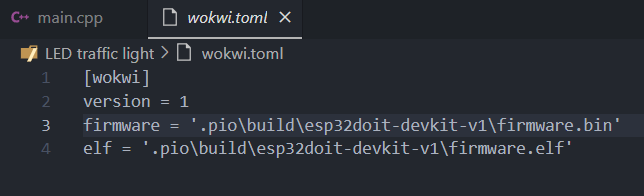 C++ main.cpp wokwi.toml ×
LED traffic light > wokwi.toml
1 [wokwi]
2 version = 1
3 firmware = '.pio\build\esp32doit-devkit-v1\firmware.bin'
4 elf = '.pio\build\esp32doit-devkit-v1\firmware.elf'